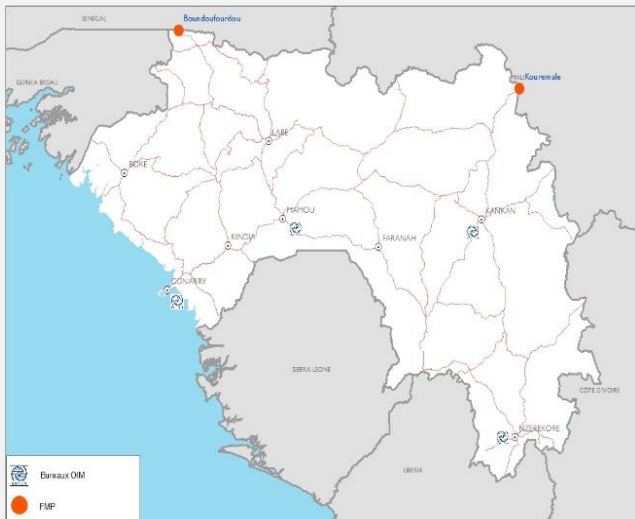 Boundoufourdou
SENEGAL
Kouremale
MALI
GUINEA BISSAU
LABE
BOKE
MAMOU
KANKAN
KINDIA
FARANAH
CONAKRY
SIERRA LEONE
CÔTE D'IVOIRE
NZEREKORE
LIBERIA
Bureaux OIM
FMP